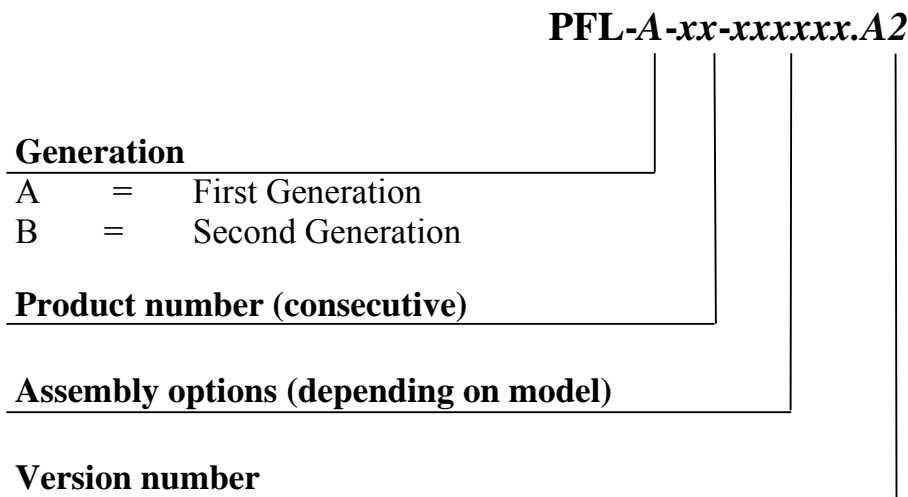 PFL-A-xx-xxxxxx.A2
Generation
A = First Generation
B = Second Generation
Product number (consecutive)
Assembly options (depending on model)
Version number